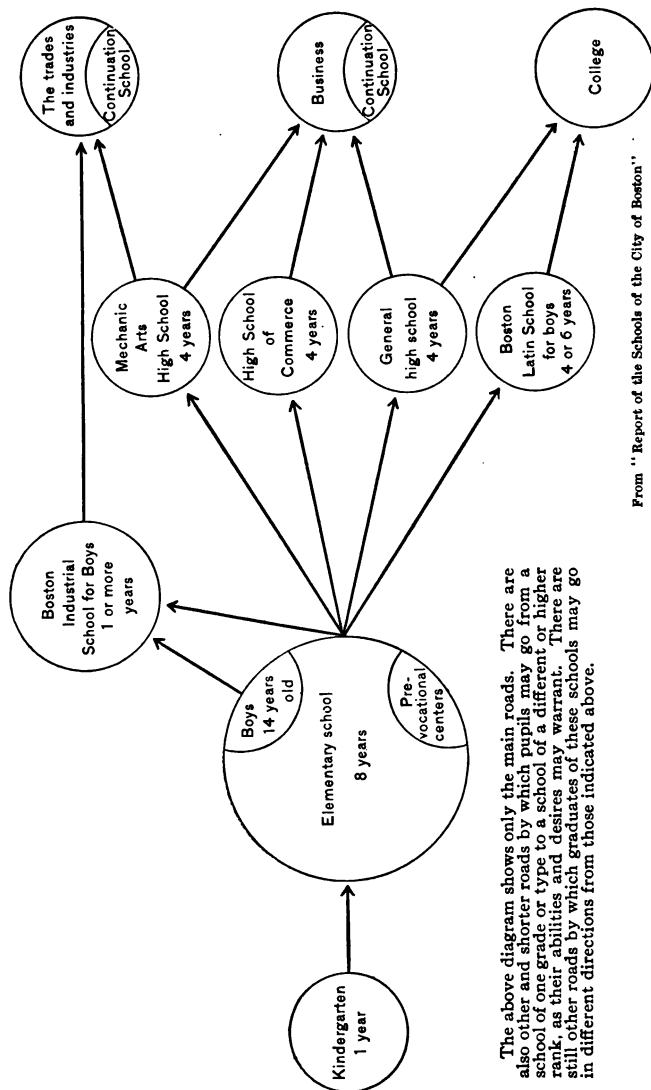 Kindergarten
1 year
Elementary school
8 years
Boys
14 years
old
Pre-
vocational
centers
Boston
Industrial
School for Boys
1 or more
years
Mechanic
Arts
High School
4 years
High School
of
Commerce
4 years
General
high school
4 years
Boston
Latin School
for boys
4 or 6 years
The trades
and industries
Continuation
School
Business
Continuation
School
College
The above diagram shows only the main roads. There are
also other and shorter roads by which pupils may go from a
school of one grade or type to a school of a different or higher
rank, as their abilities and desires may warrant. There are
still other roads by which graduates of these schools may go
in different directions from those indicated above.
From "Report of the Schools of the City of Boston"